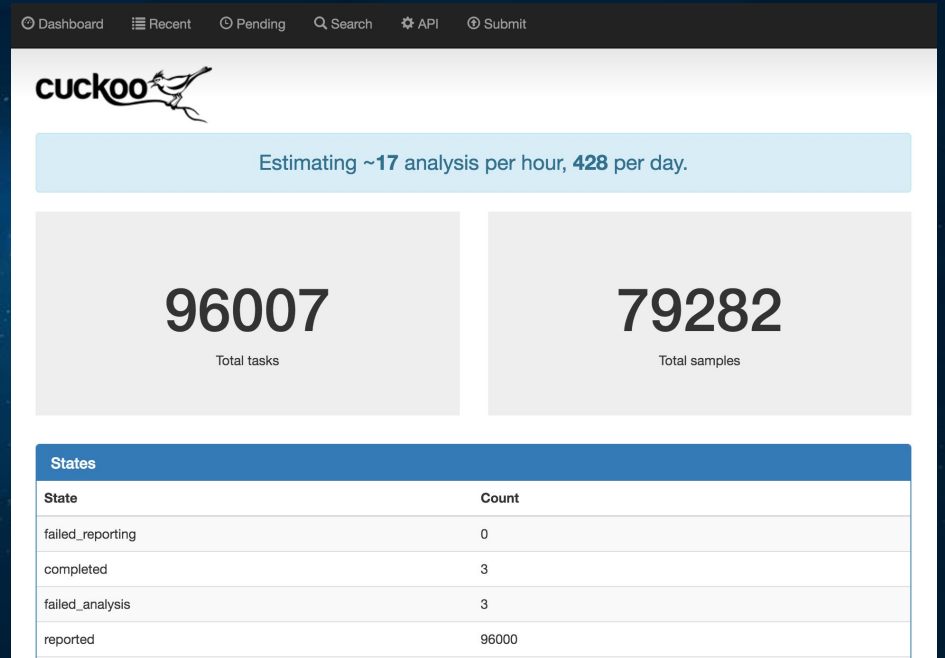 Dashboard Recent Pending Search API Submit
cuckoo
Estimating ~17 analysis per hour, 428 per day.
96007 79282
Total tasks Total samples
States
State Count
failed_reporting 0
completed 3
failed_analysis 3
reported 96000